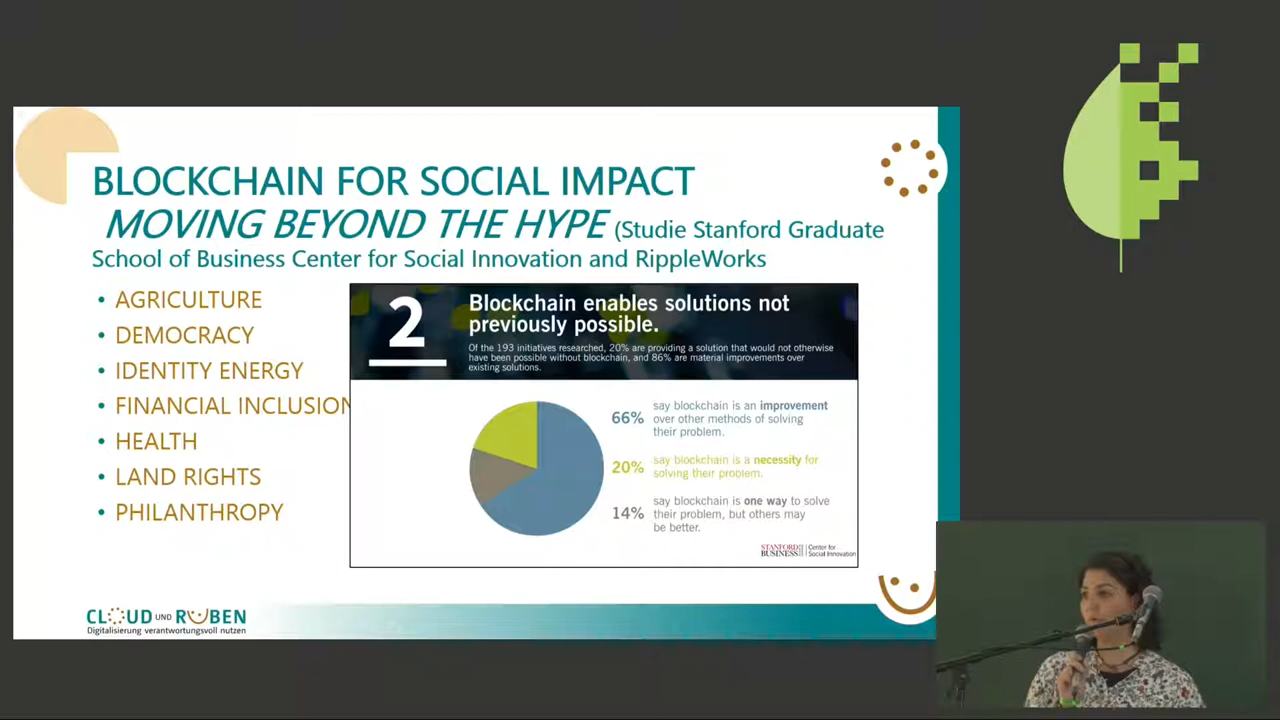 BLOCKCHAIN FOR SOCIAL IMPACT
MOVING BEYOND THE HYPE (Studie Stanford Graduate
School of Business Center for Social Innovation and RippleWorks
• AGRICULTURE
• DEMOCRACY
• IDENTITY ENERGY
• FINANCIAL INCLUSION
• HEALTH
• LAND RIGHTS
• PHILANTHROPY
2
Blockchain enables solutions not
previously possible.
Of the 193 initiatives researched, 20% are providing a solution that would not otherwise
have been possible without blockchain, and 86% are material improvements over
existing solutions.
66%
say blockchain is an improvement
over other methods of solving
their problem.
20%
say blockchain is a necessity for
solving their problem.
14%
say blockchain is one way to solve
their problem, but others may
be better.
STANFORD
BUSINESS
Center for
Social Innovation
CLOUD UND RUBEN
Digitalisierung verantwortungsvoll nutzen